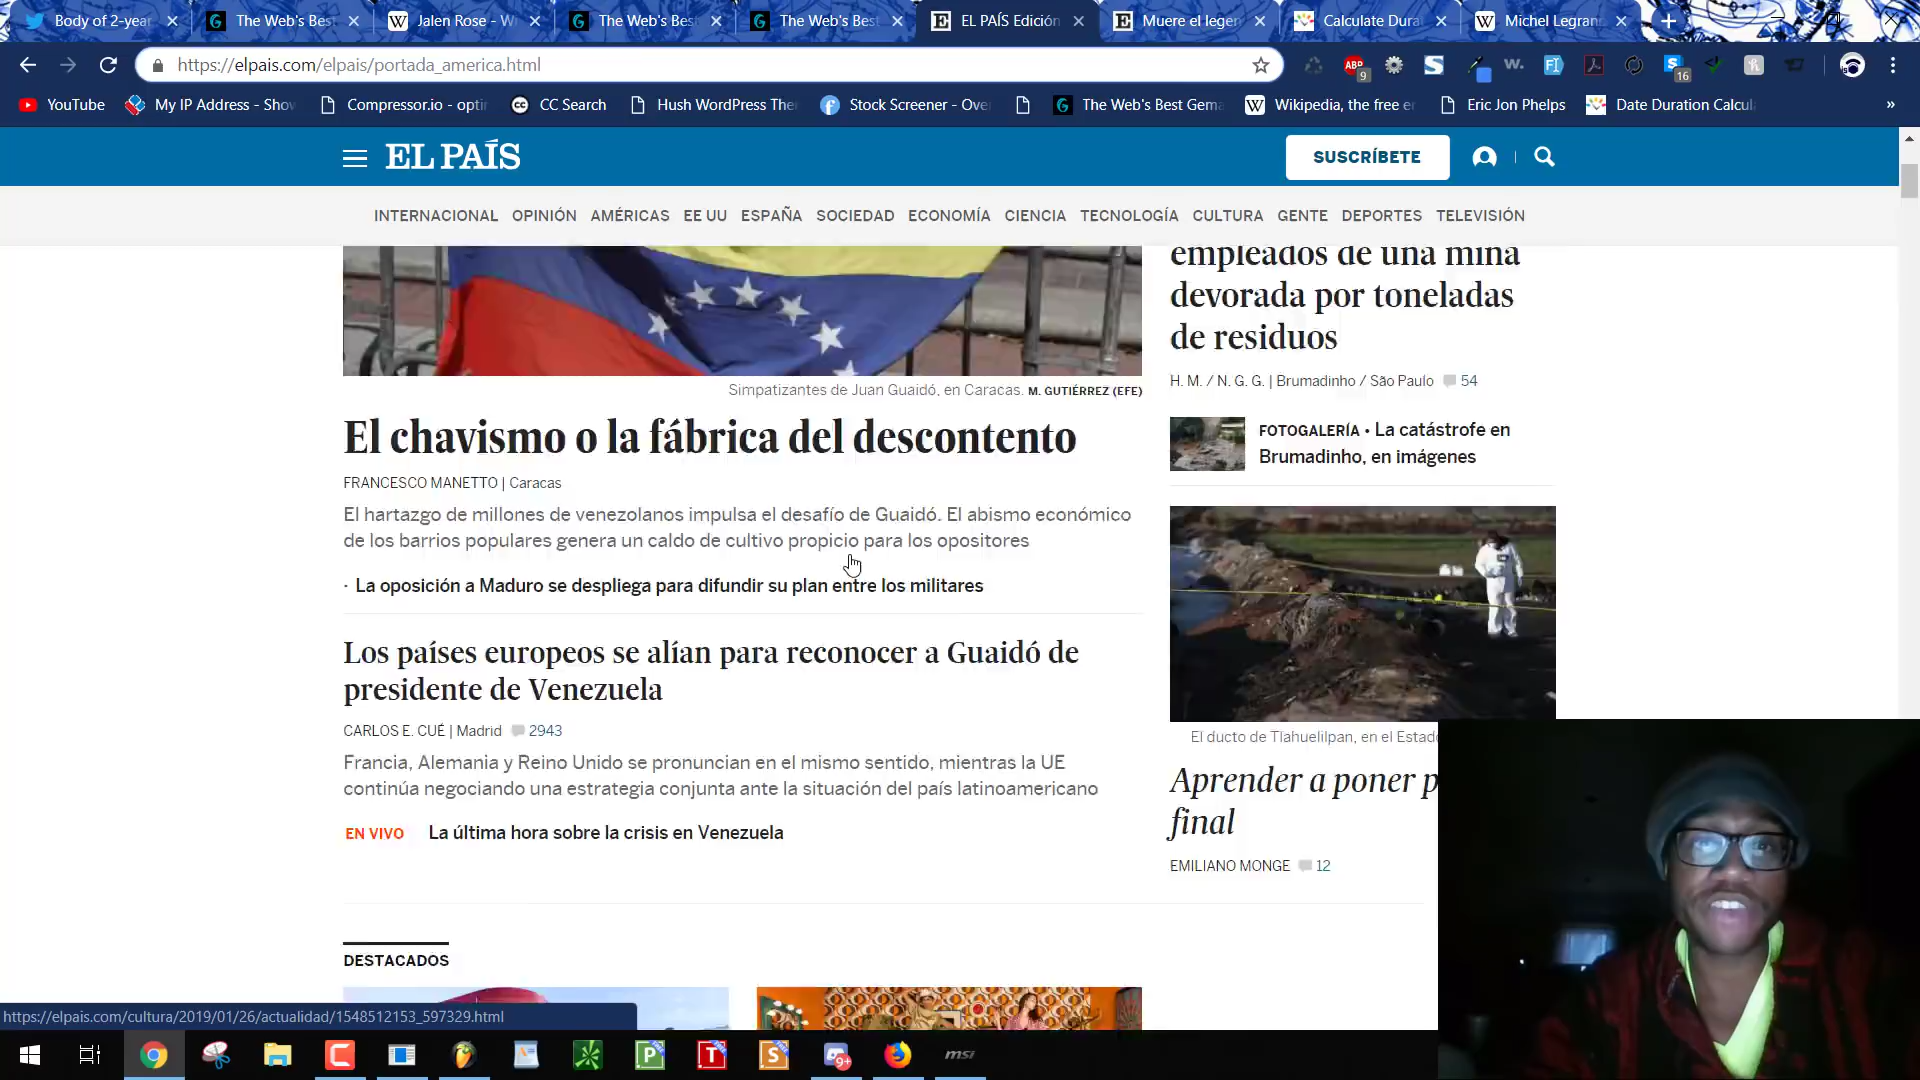 Body of 2-year
The Web's Bes
Jalen Rose - W
The Web's Bes
The Web's Best
EL PAÍS Edición
Muere el legen
Calculate Dura
Michel Legran
https://elpais.com/elpais/portada_america.html
ABP
9
16
YouTube
My IP Address - Sho
Compressor.io - opti
CC Search
Hush WordPress The
Stock Screener - Ove
The Web's Best Gema
Wikipedia, the free e
Eric Jon Phelps
Date Duration Calcul
»
EL PAÍS
SUSCRÍBETE
INTERNACIONAL OPINIÓN AMÉRICAS EE UU ESPAÑA SOCIEDAD ECONOMÍA CIENCIA TECNOLOGÍA CULTURA GENTE DEPORTES TELEVISIÓN
Simpatizantes de Juan Guaidó, en Caracas. M. GUTIÉRREZ (EFE)
El chavismo o la fábrica del descontento
FRANCESCO MANETTO | Caracas
El hartazgo de millones de venezolanos impulsa el desafío de Guaidó. El abismo económico
de los barrios populares genera un caldo de cultivo propicio para los opositores
· La oposición a Maduro se despliega para difundir su plan entre los militares
Los países europeos se alían para reconocer a Guaidó de
presidente de Venezuela
CARLOS E. CUÉ | Madrid 2943
Francia, Alemania y Reino Unido se pronuncian en el mismo sentido, mientras la UE
continúa negociando una estrategia conjunta ante la situación del país latinoamericano
EN VIVO La última hora sobre la crisis en Venezuela
DESTACADOS
empleados de una mina
devorada por toneladas
de residuos
H. M. / N. G. G. | Brumadinho / São Paulo 54
FOTOGALERÍA • La catástrofe en
Brumadinho, en imágenes
El ducto de Tlahuelilpan, en el Estad
Aprender a poner p
final
EMILIANO MONGE 12
https://elpais.com/cultura/2019/01/26/actualidad/1548512153_597329.html
P
T
S
9+
msi